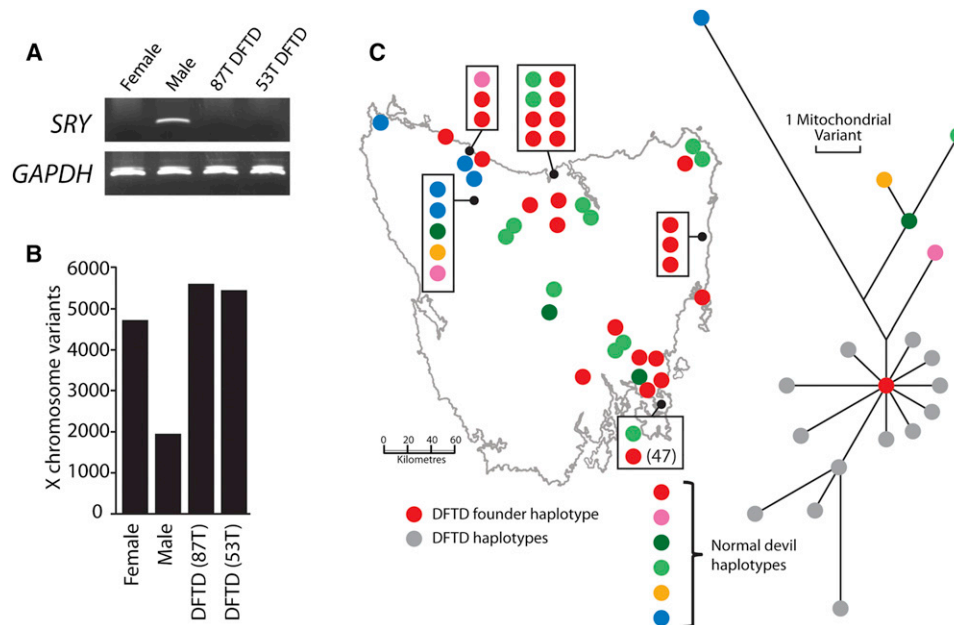 A
Female
Male
87T DFTD
53T DFTD
SRY
GAPDH
B
X chromosome variants
6000
5000
4000
3000
2000
1000
0
Female
Male
DFTD (87T)
DFTD (53T)
C
(47)
0 20 40 60
Kilometres
DFTD founder haplotype
DFTD haplotypes
Normal devil
haplotypes
1 Mitochondrial
Variant